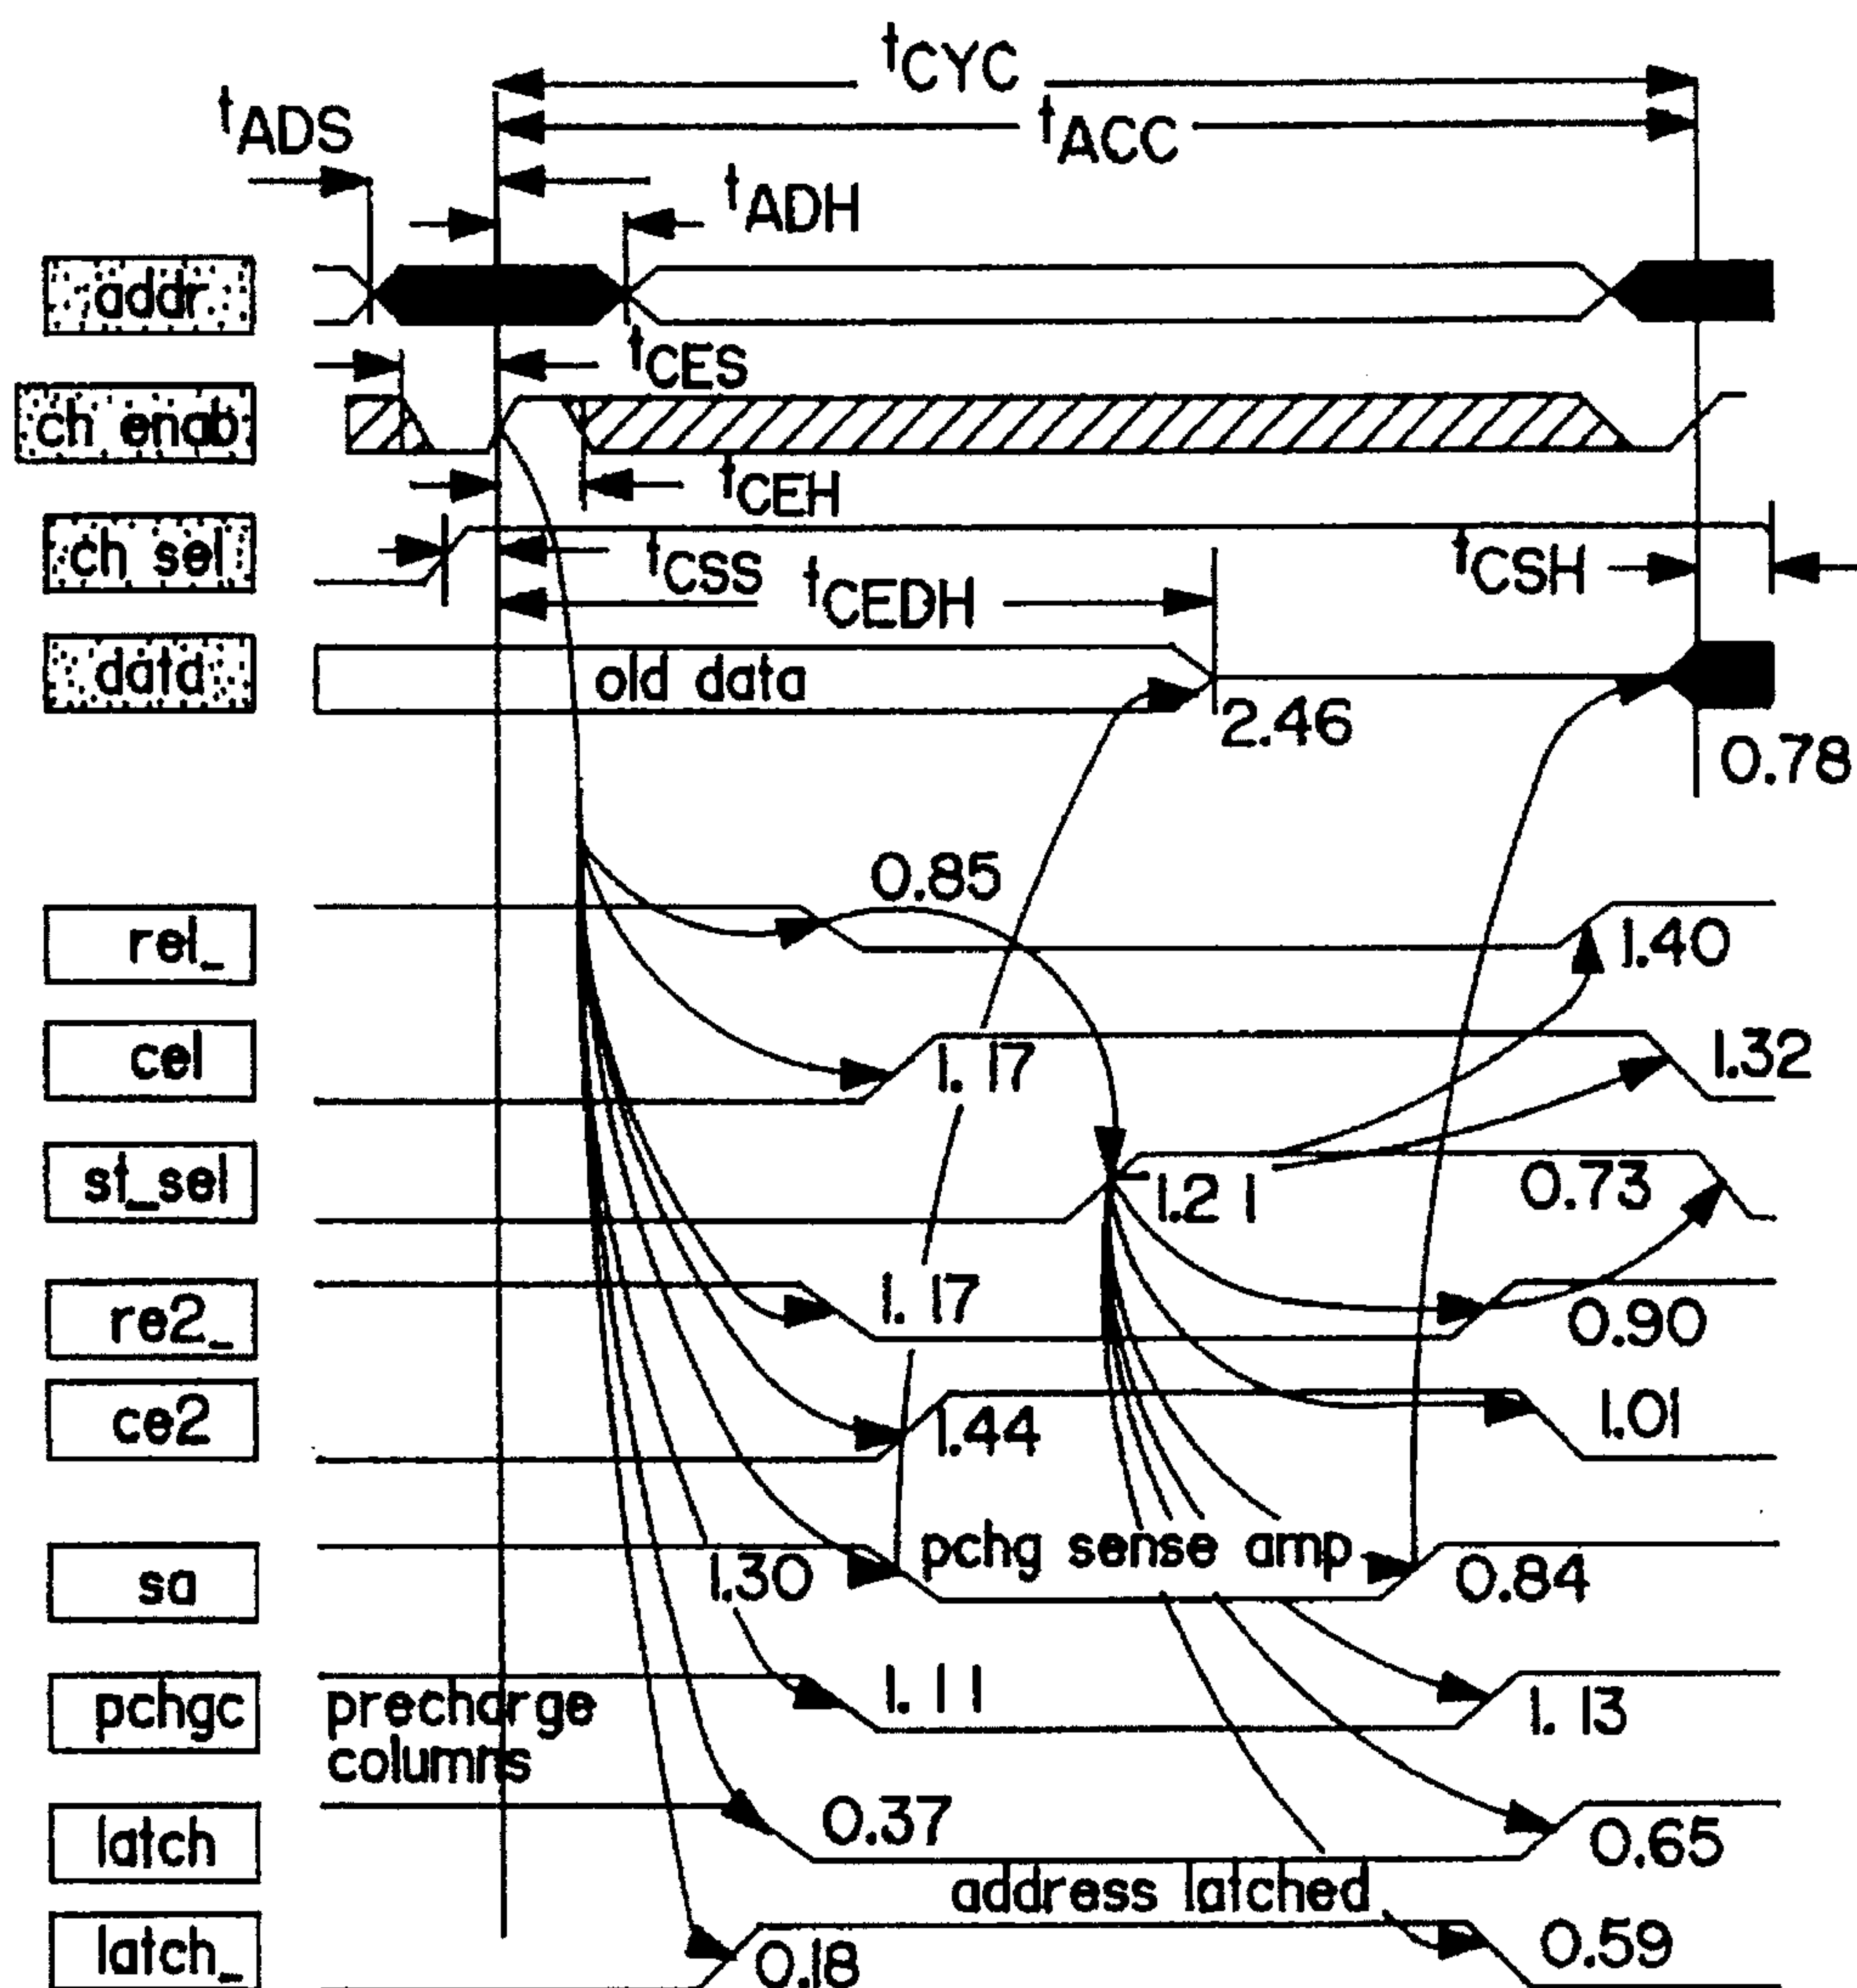 tCYC
tADS
tACC
tADH
addr
tCES
ch enab
tCEH
ch sel
tCSS
tCSH
tCEDH
data
old data
2.46
0.78
0.85
rel_
1.40
cel
1.17
1.32
st_sel
1.21
0.73
re2_
1.17
0.90
ce2
1.44
1.01
sa
1.30
pchg sense amp
0.84
pchgc
precharge
columns
1.11
1.13
latch
0.37
0.65
address latched
latch_
0.18
0.59